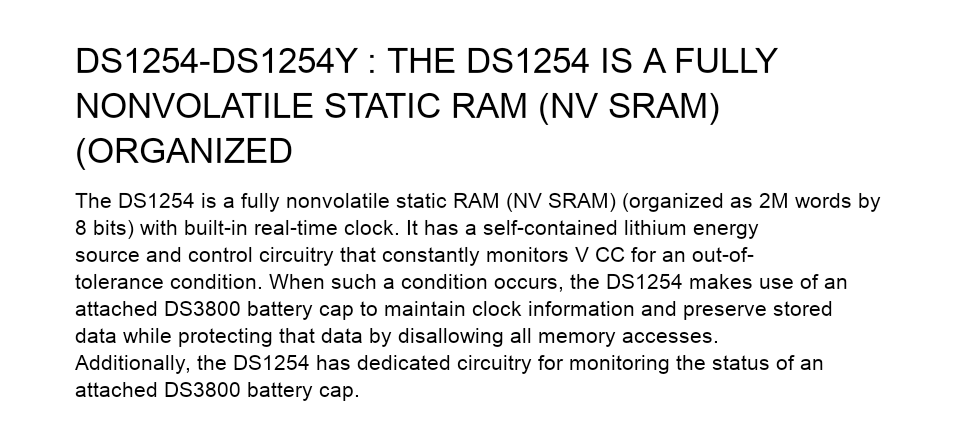 DS1254-DS1254Y : THE DS1254 IS A FULLY
NONVOLATILE STATIC RAM (NV SRAM)
(ORGANIZED
The DS1254 is a fully nonvolatile static RAM (NV SRAM) (organized as 2M words by
8 bits) with built-in real-time clock. It has a self-contained lithium energy
source and control circuitry that constantly monitors V CC for an out-of-
tolerance condition. When such a condition occurs, the DS1254 makes use of an
attached DS3800 battery cap to maintain clock information and preserve stored
data while protecting that data by disallowing all memory accesses.
Additionally, the DS1254 has dedicated circuitry for monitoring the status of an
attached DS3800 battery cap.